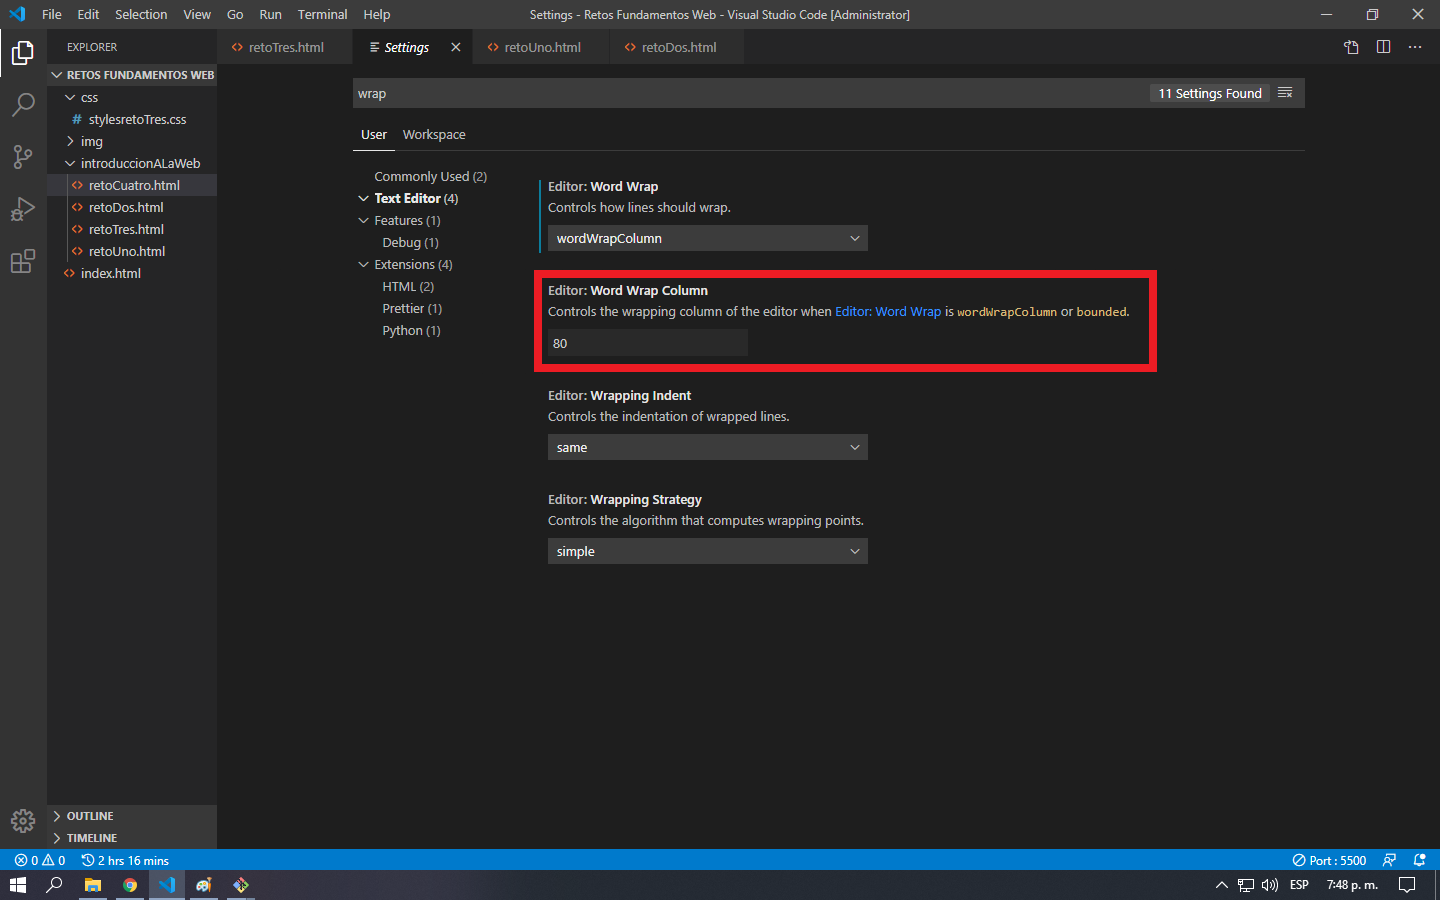 File Edit Selection View Go Run Terminal Help
Settings - Retos Fundamentos Web - Visual Studio Code [Administrator]
EXPLORER
RETOS FUNDAMENTOS WEB
css
# stylesretoTres.css
img
introduccionALaWeb
<> retoCuatro.html
<> retoDos.html
<> retoTres.html
<> retoUno.html
<> index.html
OUTLINE
TIMELINE
<> retoTres.html Settings <> retoUno.html <> retoDos.html
wrap 11 Settings Found
User Workspace
Commonly Used (2)
Text Editor (4)
Features (1)
Debug (1)
Extensions (4)
HTML (2)
Prettier (1)
Python (1)
Editor: Word Wrap
Controls how lines should wrap.
wordWrapColumn
Editor: Word Wrap Column
Controls the wrapping column of the editor when Editor: Word Wrap is wordWrapColumn or bounded.
80
Editor: Wrapping Indent
Controls the indentation of wrapped lines.
same
Editor: Wrapping Strategy
Controls the algorithm that computes wrapping points.
simple
0 0 2 hrs 16 mins Port : 5500
ESP 7:48 p. m.